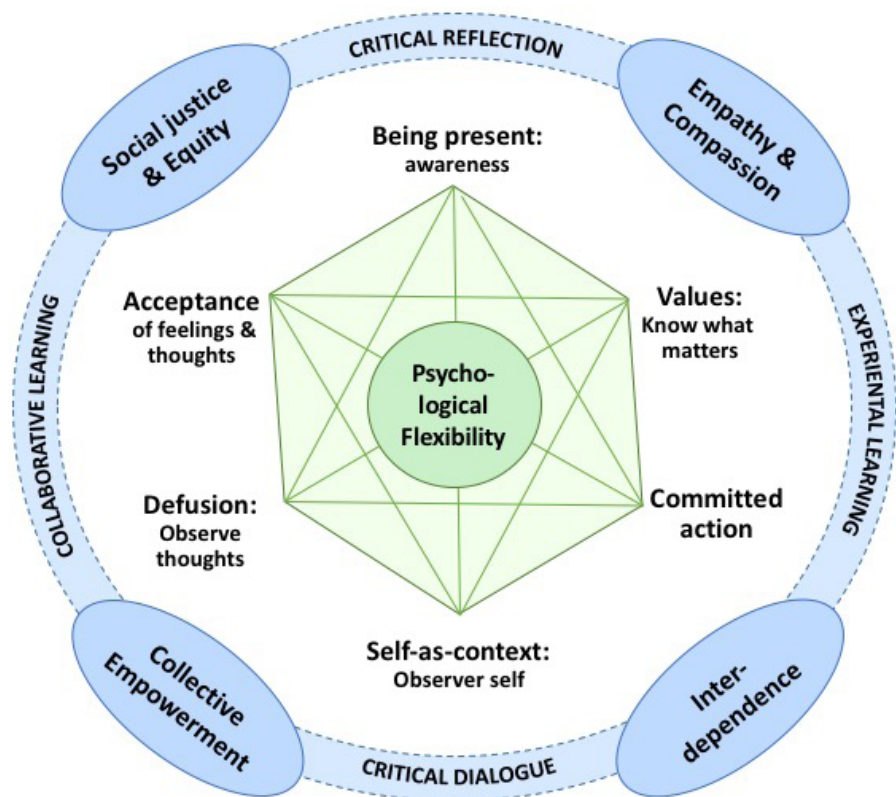 CRITICAL REFLECTION
Social justice
& Equity
Empathy &
Compassion
Being present:
awareness
Acceptance
of feelings &
thoughts
Values:
Know what
matters
COLLABORATIVE LEARNING
EXPERIENTAL LEARNING
Psycho-
logical
Flexibility
Defusion:
Observe
thoughts
Committed
action
Self-as-context:
Observer self
Collective
Empowerment
Inter-
dependence
CRITICAL DIALOGUE